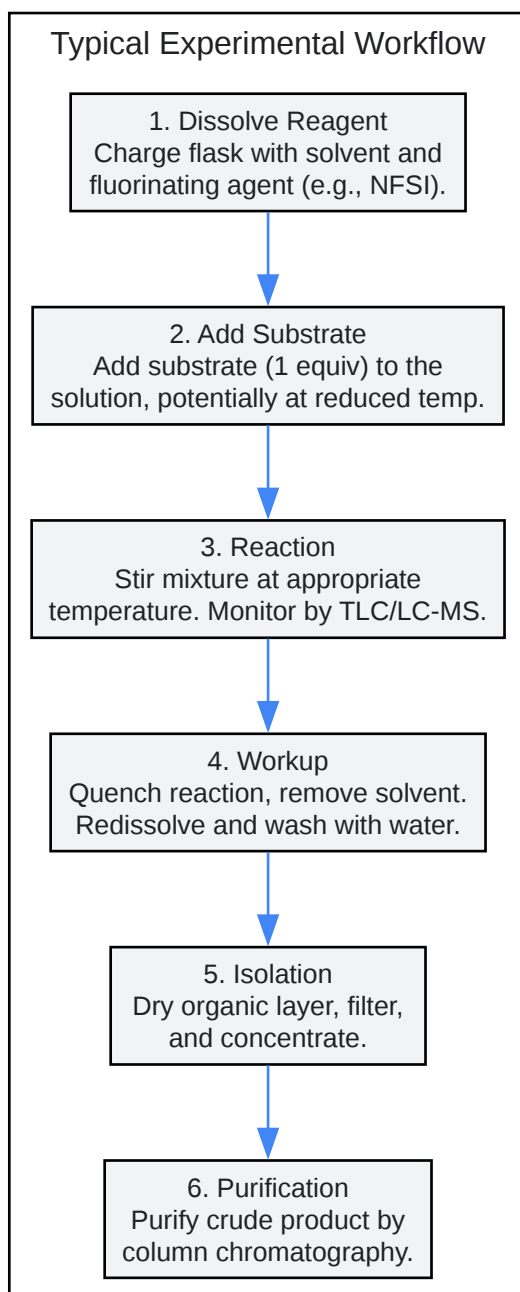 Typical Experimental Workflow
1. Dissolve Reagent
Charge flask with solvent and
fluorinating agent (e.g., NFSI).
2. Add Substrate
Add substrate (1 equiv) to the
solution, potentially at reduced temp.
3. Reaction
Stir mixture at appropriate
temperature. Monitor by TLC/LC-MS.
4. Workup
Quench reaction, remove solvent.
Redissolve and wash with water.
5. Isolation
Dry organic layer, filter,
and concentrate.
6. Purification
Purify crude product by
column chromatography.